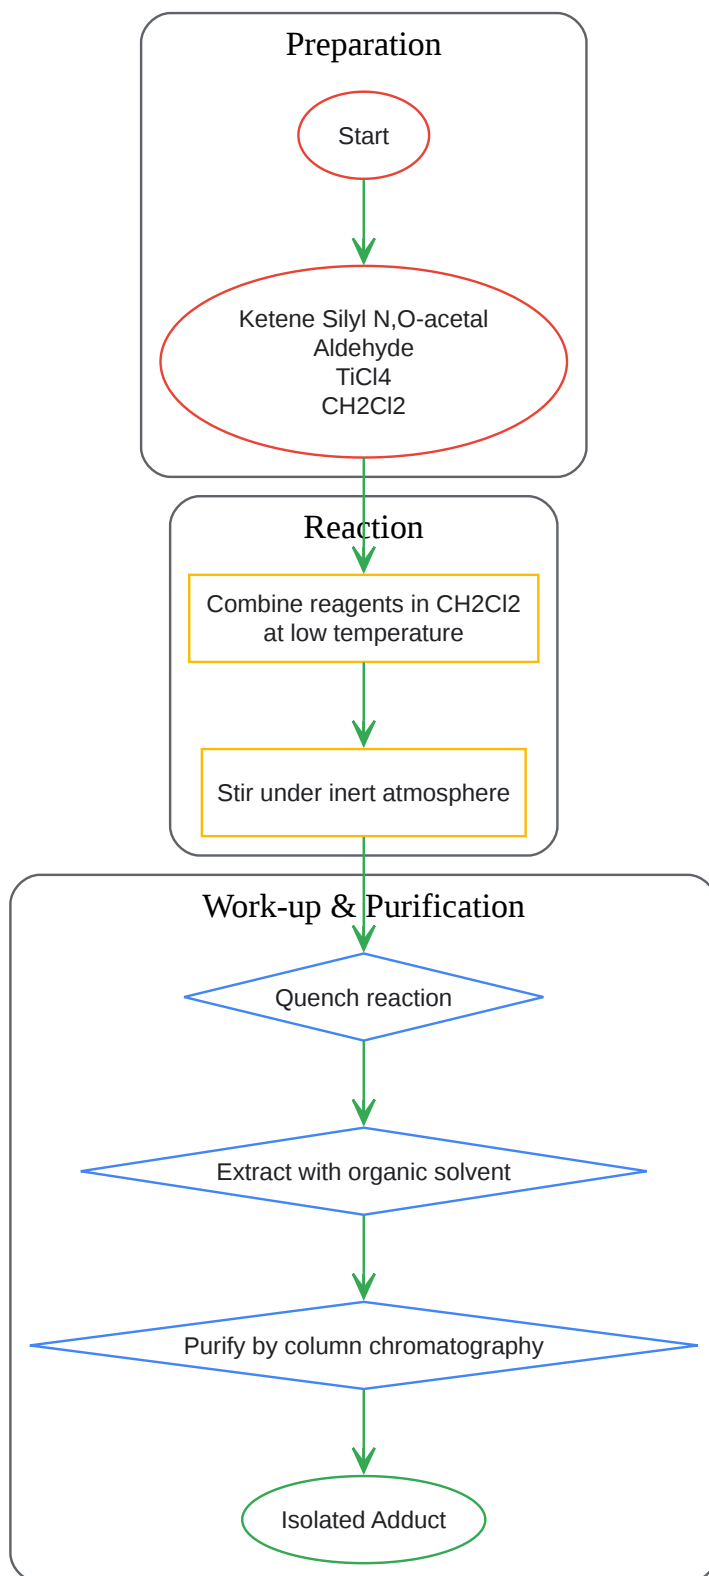 Preparation
Start
Ketene Silyl N,O-acetal
Aldehyde
TiCl4
CH2Cl2
Reaction
Combine reagents in CH2Cl2
at low temperature
Stir under inert atmosphere
Work-up & Purification
Quench reaction
Extract with organic solvent
Purify by column chromatography
Isolated Adduct